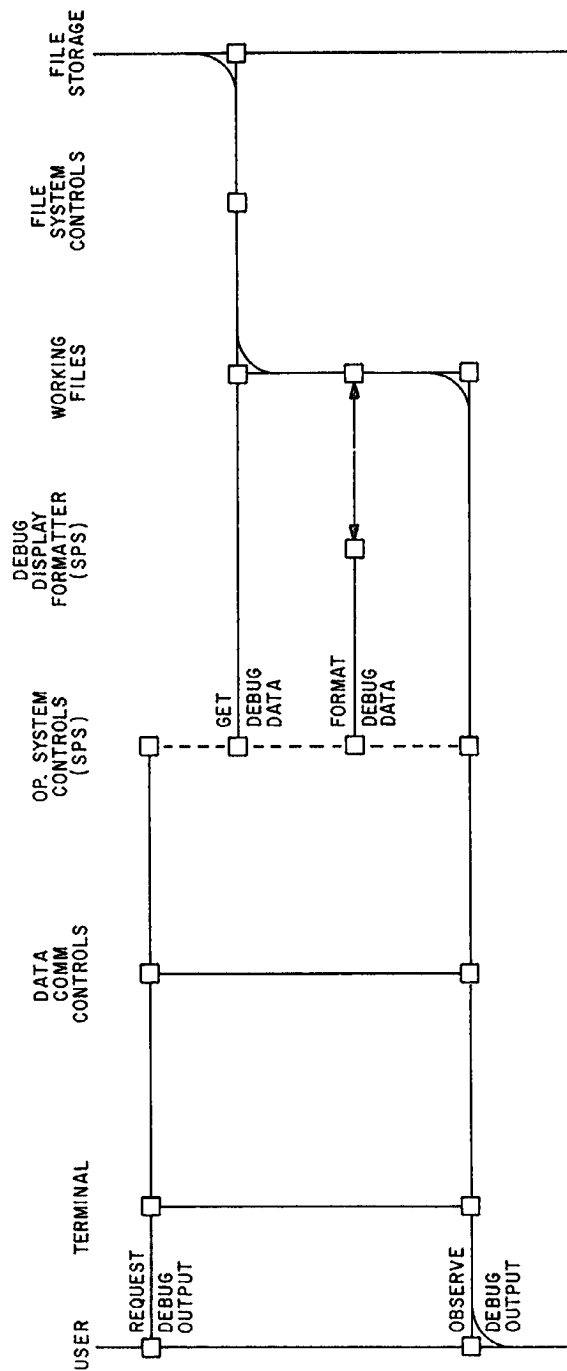 USER
TERMINAL
DATA
COMM
CONTROLS
OP. SYSTEM
CONTROLS
(SPS)
DEBUG
DISPLAY
FORMATTER
(SPS)
WORKING
FILES
FILE
SYSTEM
CONTROLS
FILE
STORAGE
REQUEST
DEBUG
OUTPUT
GET
DEBUG
DATA
FORMAT
DEBUG
DATA
OBSERVE
DEBUG
OUTPUT